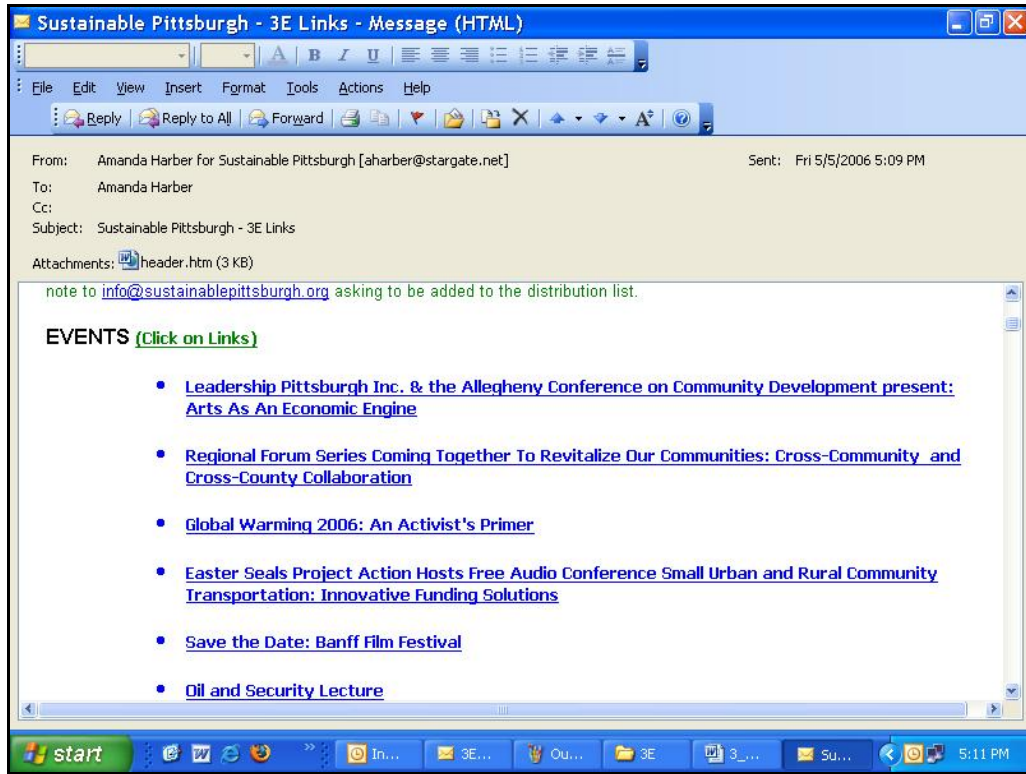 Sustainable Pittsburgh - 3E Links - Message (HTML)
A B I U
File Edit View Insert Format Tools Actions Help
Reply Reply to All Forward A
From: Amanda Harber for Sustainable Pittsburgh [aharber@stargate.net] Sent: Fri 5/5/2006 5:09 PM
To: Amanda Harber
Cc:
Subject: Sustainable Pittsburgh - 3E Links
Attachments: header.htm (3 KB)
note to info@sustainablepittsburgh.org asking to be added to the distribution list.
EVENTS (Click on Links)
• Leadership Pittsburgh Inc. & the Allegheny Conference on Community Development present:
Arts As An Economic Engine
• Regional Forum Series Coming Together To Revitalize Our Communities: Cross-Community and
Cross-County Collaboration
• Global Warming 2006: An Activist's Primer
• Easter Seals Project Action Hosts Free Audio Conference Small Urban and Rural Community
Transportation: Innovative Funding Solutions
• Save the Date: Banff Film Festival
• Oil and Security Lecture
start In... 3E... Ou... 3E 3_... Su... 5:11 PM